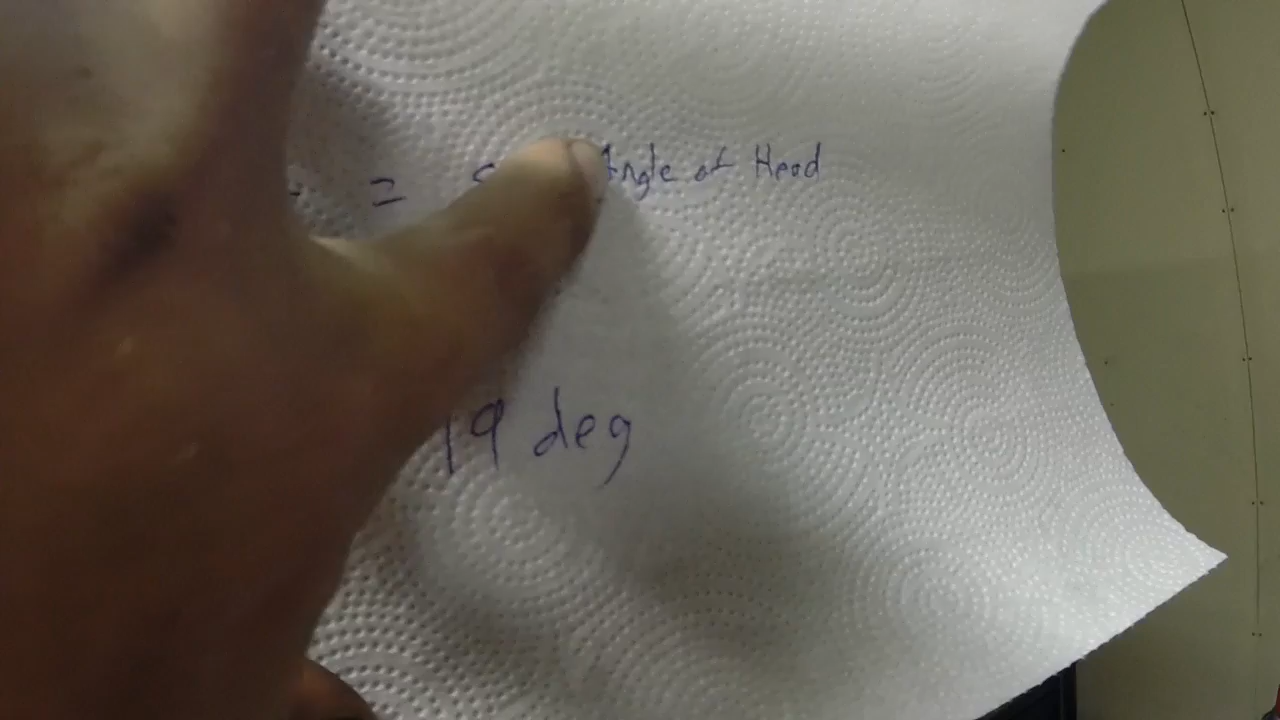 = Angle of Head
19 deg